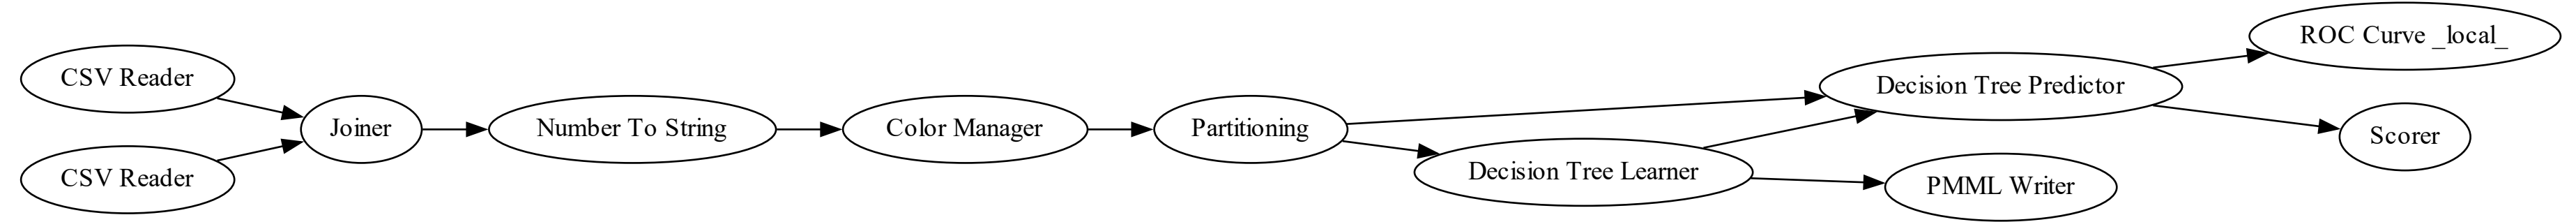 CSV Reader
CSV Reader
Joiner
Number To String
Color Manager
Partitioning
Decision Tree Learner
Decision Tree Predictor
PMML Writer
ROC Curve _local_
Scorer